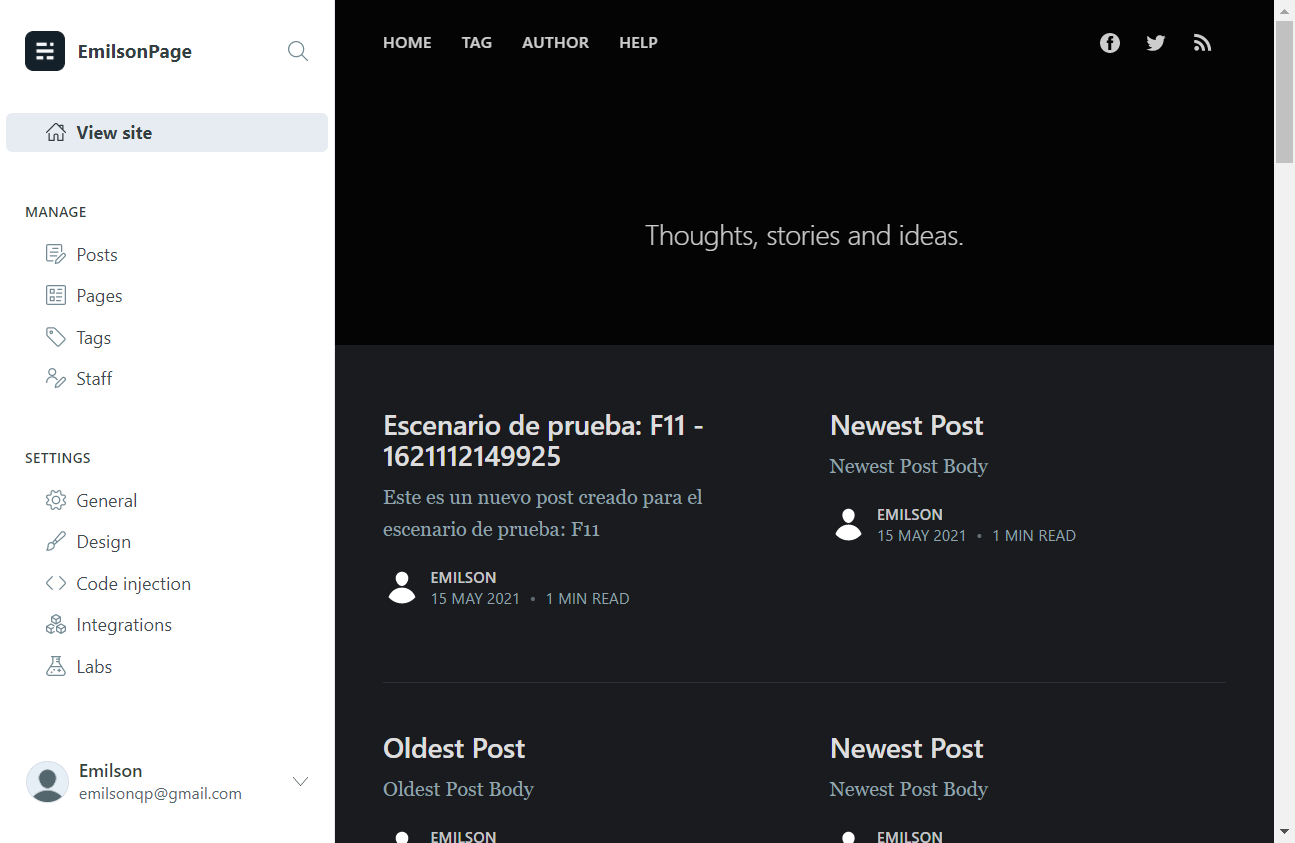 EmilsonPage
View site
MANAGE
Posts
Pages
Tags
Staff
SETTINGS
General
Design
Code injection
Integrations
Labs
Emilson
emilsonqp@gmail.com
HOME TAG AUTHOR HELP
Thoughts, stories and ideas.
Escenario de prueba: F11 -
1621112149925
Este es un nuevo post creado para el
escenario de prueba: F11
EMILSON
15 MAY 2021 • 1 MIN READ
Newest Post
Newest Post Body
EMILSON
15 MAY 2021 • 1 MIN READ
Oldest Post
Oldest Post Body
EMILSON
Newest Post
Newest Post Body
EMILSON